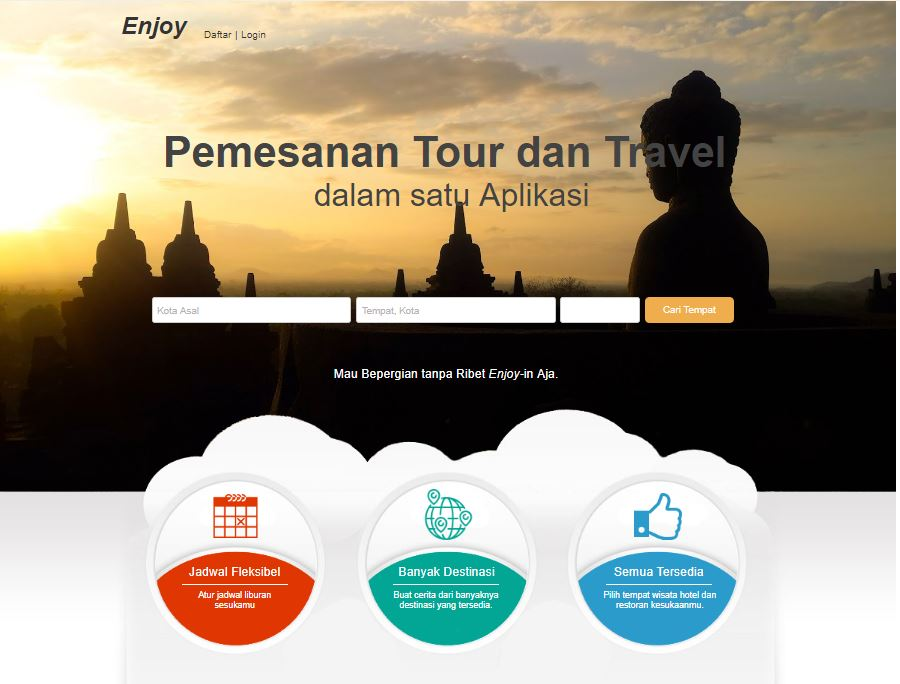 Enjoy
Daftar | Login
Pemesanan Tour dan Travel
dalam satu Aplikasi
Kota Asal
Tempat, Kota
Cari Tempat
Mau Bepergian tanpa Ribet Enjoy-in Aja.
Jadwal Fleksibel
Atur jadwal liburan
sesukamu
Banyak Destinasi
Buat cerita dari banyaknya
destinasi yang tersedia.
Semua Tersedia
Pilih tempat wisata hotel dan
restoran kesukaanmu.